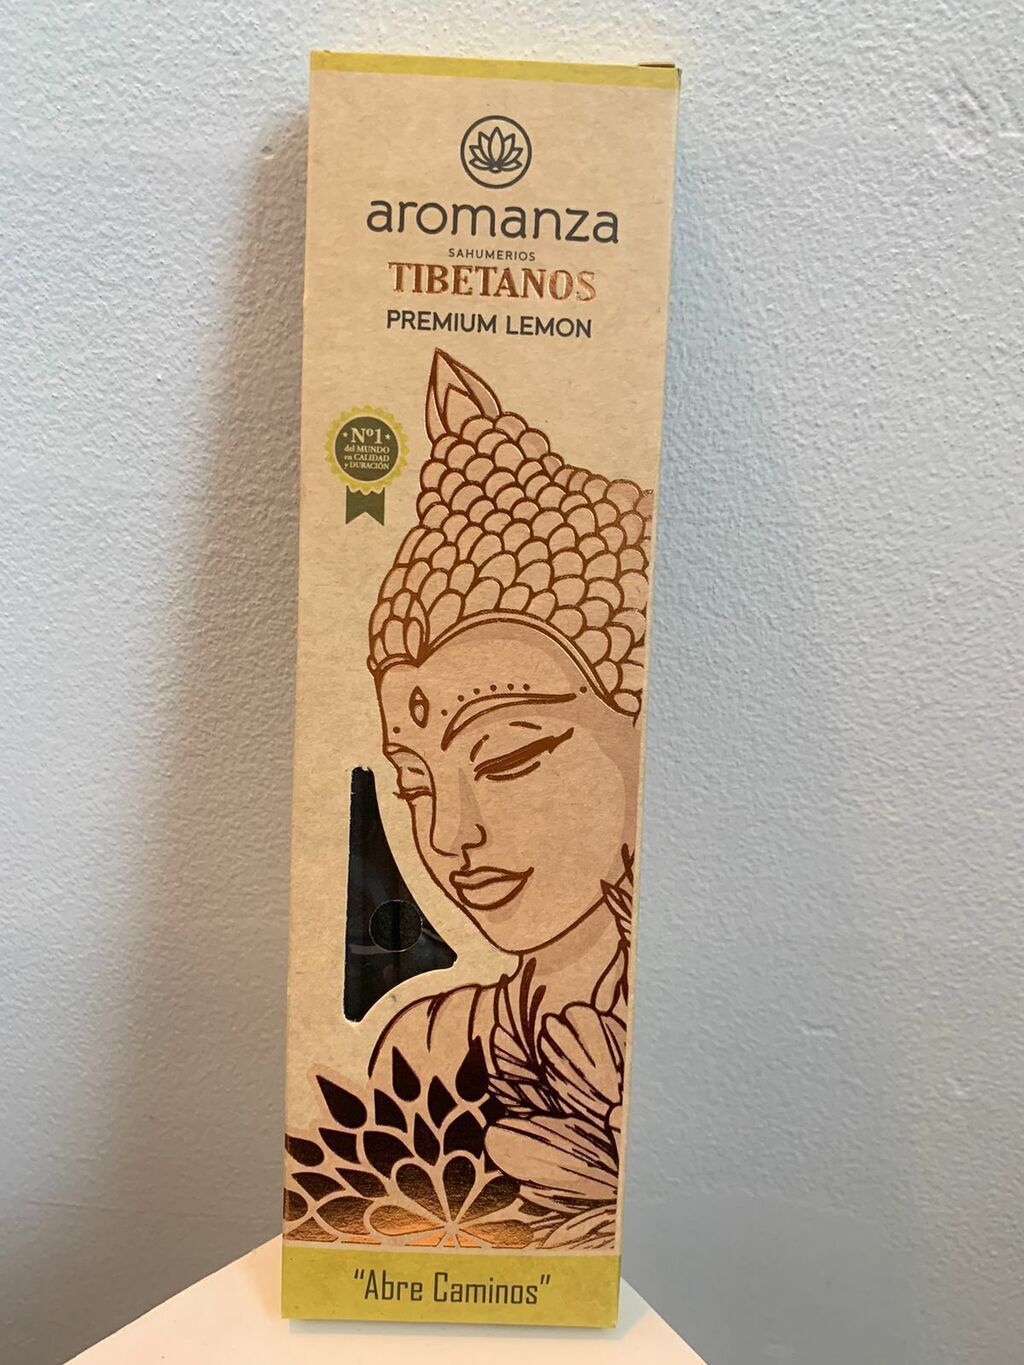 aromanza
SAHUMERIOS
TIBETANOS
PREMIUM LEMON
Nº1
del MUNDO
en CALIDAD
y DURACIÓN
"Abre Caminos"